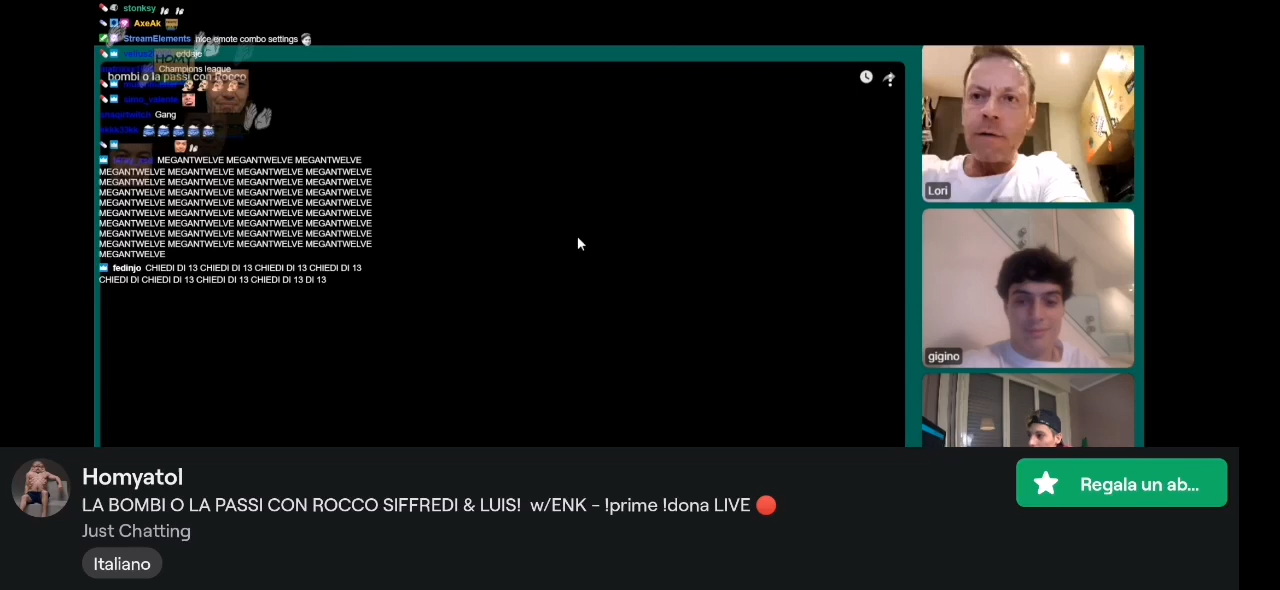 stonksy
AxeAk
StreamElements nice emote combo settings
oddsjo
Champions league
bombi o la passi con Rocco
Gang
MEGANTWELVE MEGANTWELVE MEGANTWELVE
MEGANTWELVE MEGANTWELVE MEGANTWELVE MEGANTWELVE
MEGANTWELVE MEGANTWELVE MEGANTWELVE MEGANTWELVE
MEGANTWELVE MEGANTWELVE MEGANTWELVE MEGANTWELVE
MEGANTWELVE MEGANTWELVE MEGANTWELVE MEGANTWELVE
MEGANTWELVE MEGANTWELVE MEGANTWELVE MEGANTWELVE
MEGANTWELVE MEGANTWELVE MEGANTWELVE MEGANTWELVE
MEGANTWELVE MEGANTWELVE MEGANTWELVE MEGANTWELVE
MEGANTWELVE MEGANTWELVE MEGANTWELVE MEGANTWELVE
MEGANTWELVE
fedinjo CHIEDI DI 13 CHIEDI DI 13 CHIEDI DI 13 CHIEDI DI 13
CHIEDI DI CHIEDI DI 13 CHIEDI DI 13 CHIEDI DI 13 DI 13
Lori
gigino
Homyatol
LA BOMBI O LA PASSI CON ROCCO SIFFREDI & LUIS! w/ENK - !prime !dona LIVE 🔴
Regala un ab...
Just Chatting
Italiano